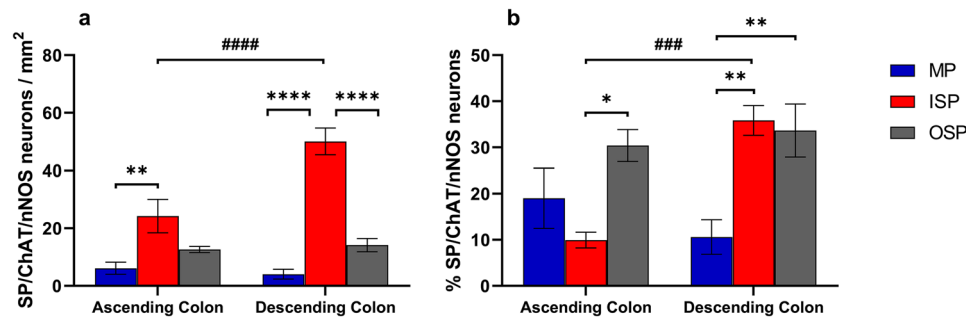 a
SP/ChAT/nNOS neurons / mm²
80
60
40
20
0
####
**
****
****
Ascending Colon
Descending Colon
b
% SP/ChAT/nNOS neurons
50
40
30
20
10
0
**
###
*
**
Ascending Colon
Descending Colon
MP
ISP
OSP